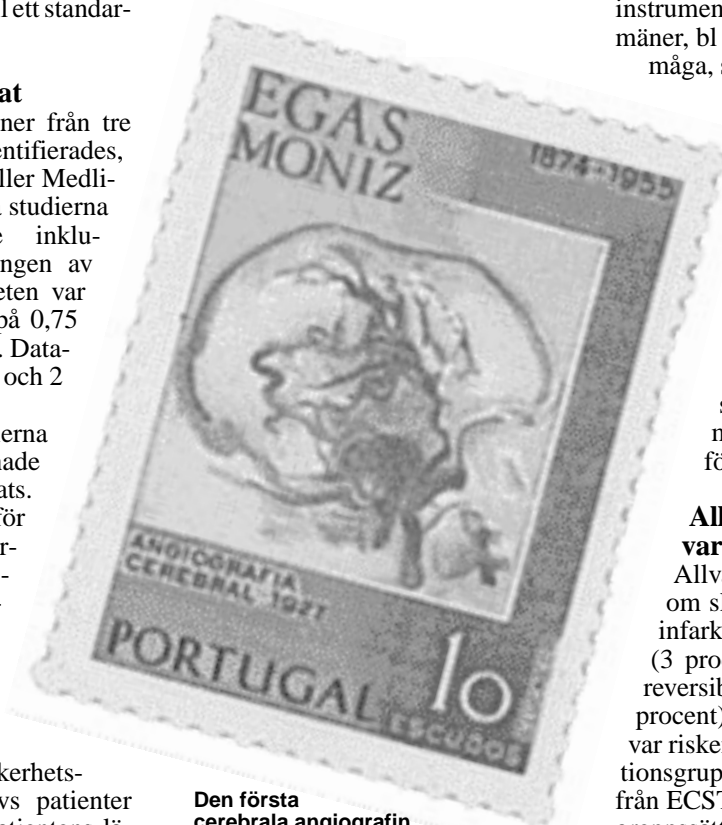 l ett standar-
at
ner från tre
entifierades,
ller Medli-
studierna
inklu-
ngen av
eten var
på 0,75
. Data-
och 2
erna
nade
ats.
för
r-
-
kerhets-
vs patienter
EGAS
MONIZ
1874-1955
ANGIOGRAFIA
CEREBRAL 1927
PORTUGAL
10
ESCUDOS
Den första
cerebrala angiografin
instrumen
mäner, bl
måga, s
s
n
fö
All
var
Allva
om sl
infark
(3 pro
reversib
procent)
var risken
tionsgrup
från ECST